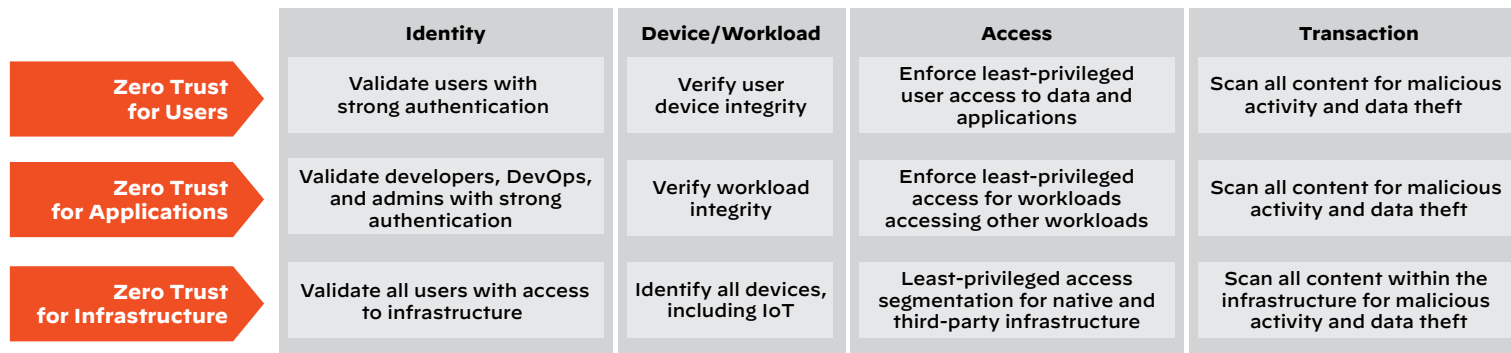 Identity
Device/Workload
Access
Transaction
Zero Trust
for Users
Validate users with
strong authentication
Verify user
device integrity
Enforce least-privileged
user access to data and
applications
Scan all content for malicious
activity and data theft
Zero Trust
for Applications
Validate developers, DevOps,
and admins with strong
authentication
Verify workload
integrity
Enforce least-privileged
access for workloads
accessing other workloads
Scan all content for malicious
activity and data theft
Zero Trust
for Infrastructure
Validate all users with access
to infrastructure
Identify all devices,
including IoT
Least-privileged access
segmentation for native and
third-party infrastructure
Scan all content within the
infrastructure for malicious
activity and data theft